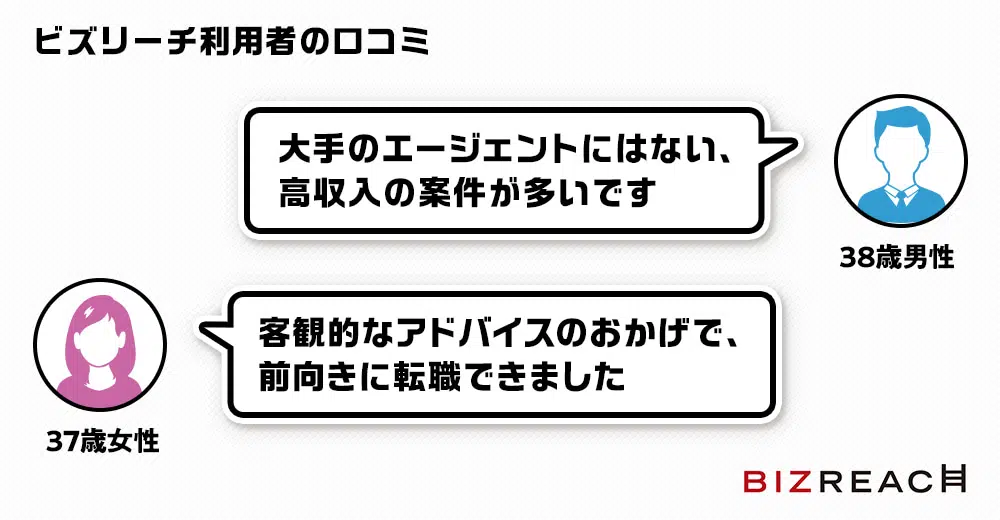 ビズリーチ利用者の口コミ
大手のエージェントにはない、
高収入の案件が多いです
38歳男性
客観的なアドバイスのおかげで、
前向きに転職できました
37歳女性
BIZREACH